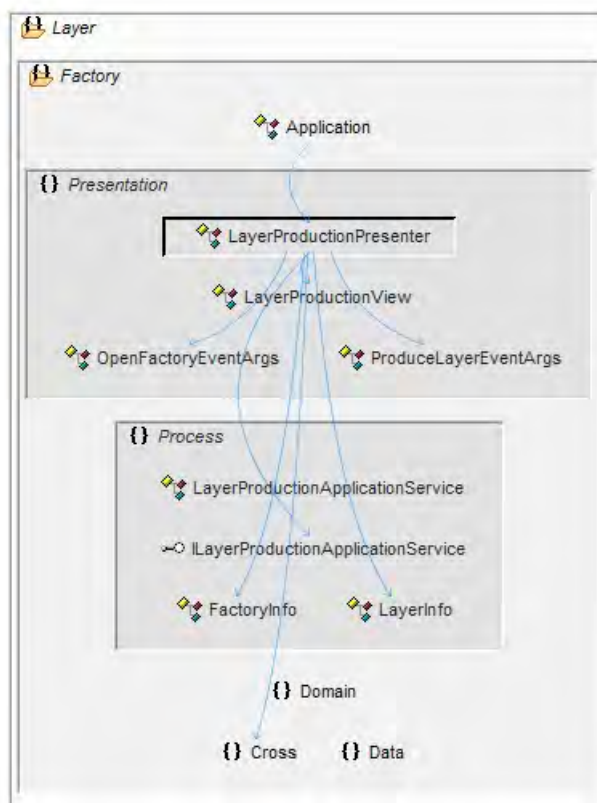 {} Layer
{} Factory
Application
{} Presentation
LayerProductionPresenter
LayerProductionView
OpenFactoryEventArgs ProduceLayerEventArgs
{} Process
LayerProductionApplicationService
ILayerProductionApplicationService
FactoryInfo LayerInfo
{} Domain
{} Cross {} Data